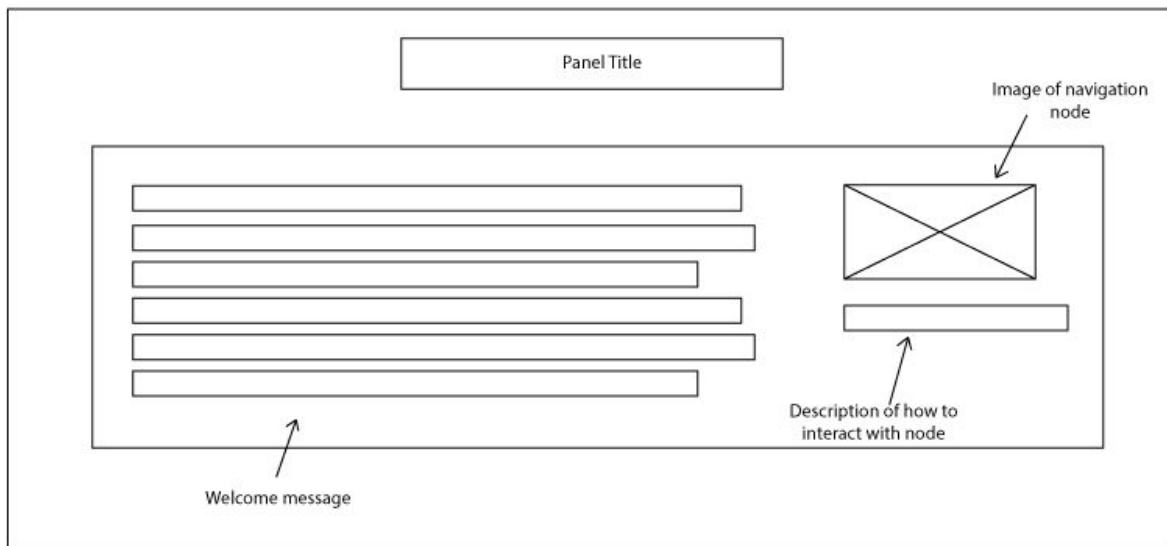 Panel Title
Image of navigation
node
Description of how to
interact with node
Welcome message